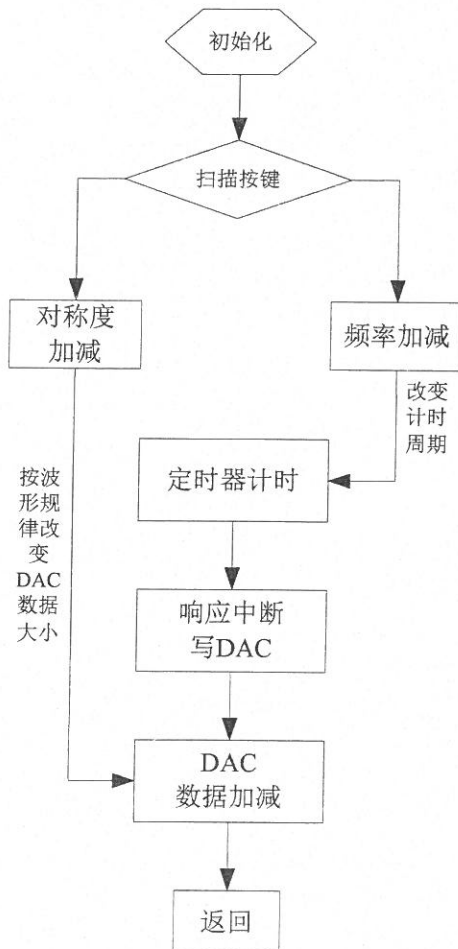 初始化
扫描按键
对称度
加减
频率加减
改变
计时
周期
定时器计时
按波
形规
律改
变
DAC
数据
大小
响应中断
写DAC
DAC
数据加减
返回